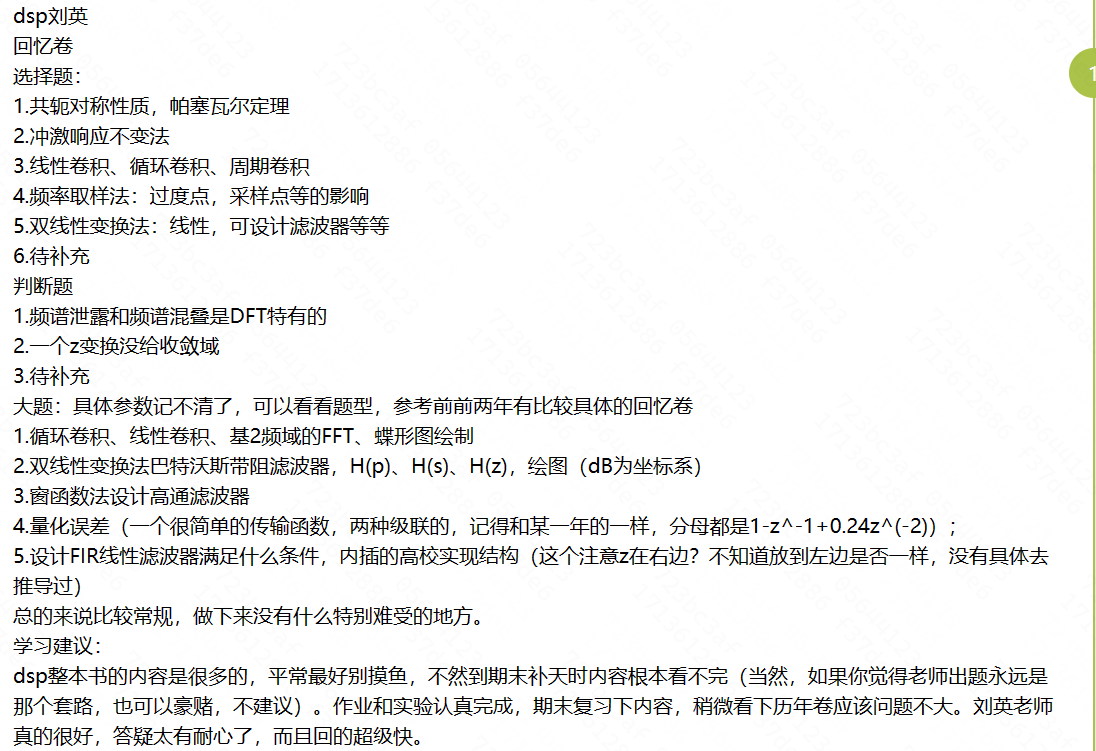 dsp刘英
回忆卷
选择题：
1.共轭对称性质，帕塞瓦尔定理
2.冲激响应不变法
3.线性卷积、循环卷积、周期卷积
4.频率取样法：过度点，采样点等的影响
5.双线性变换法：线性，可设计滤波器等等
6.待补充
判断题
1.频谱泄露和频谱混叠是DFT特有的
2.一个z变换没给收敛域
3.待补充
大题：具体参数记不清了，可以看看题型，参考前前两年有比较具体的回忆卷
1.循环卷积、线性卷积、基2频域的FFT、蝶形图绘制
2.双线性变换法巴特沃斯带阻滤波器，H(p)、H(s)、H(z)，绘图（dB为坐标系）
3.窗函数法设计高通滤波器
4.量化误差（一个很简单的传输函数，两种级联的，记得和某一年的一样，分母都是1-z^-1+0.24z^(-2)）；
5.设计FIR线性滤波器满足什么条件，内插的高校实现结构（这个注意z在右边？不知道放到左边是否一样，没有具体去
推导过）
总的来说比较常规，做下来没有什么特别难受的地方。
学习建议：
dsp整本书的内容是很多的，平常最好别摸鱼，不然到期末补天时内容根本看不完（当然，如果你觉得老师出题永远是
那个套路，也可以豪赌，不建议）。作业和实验认真完成，期末复习下内容，稍微看下历年卷应该问题不大。刘英老师
真的很好，答疑太有耐心了，而且回的超级快。